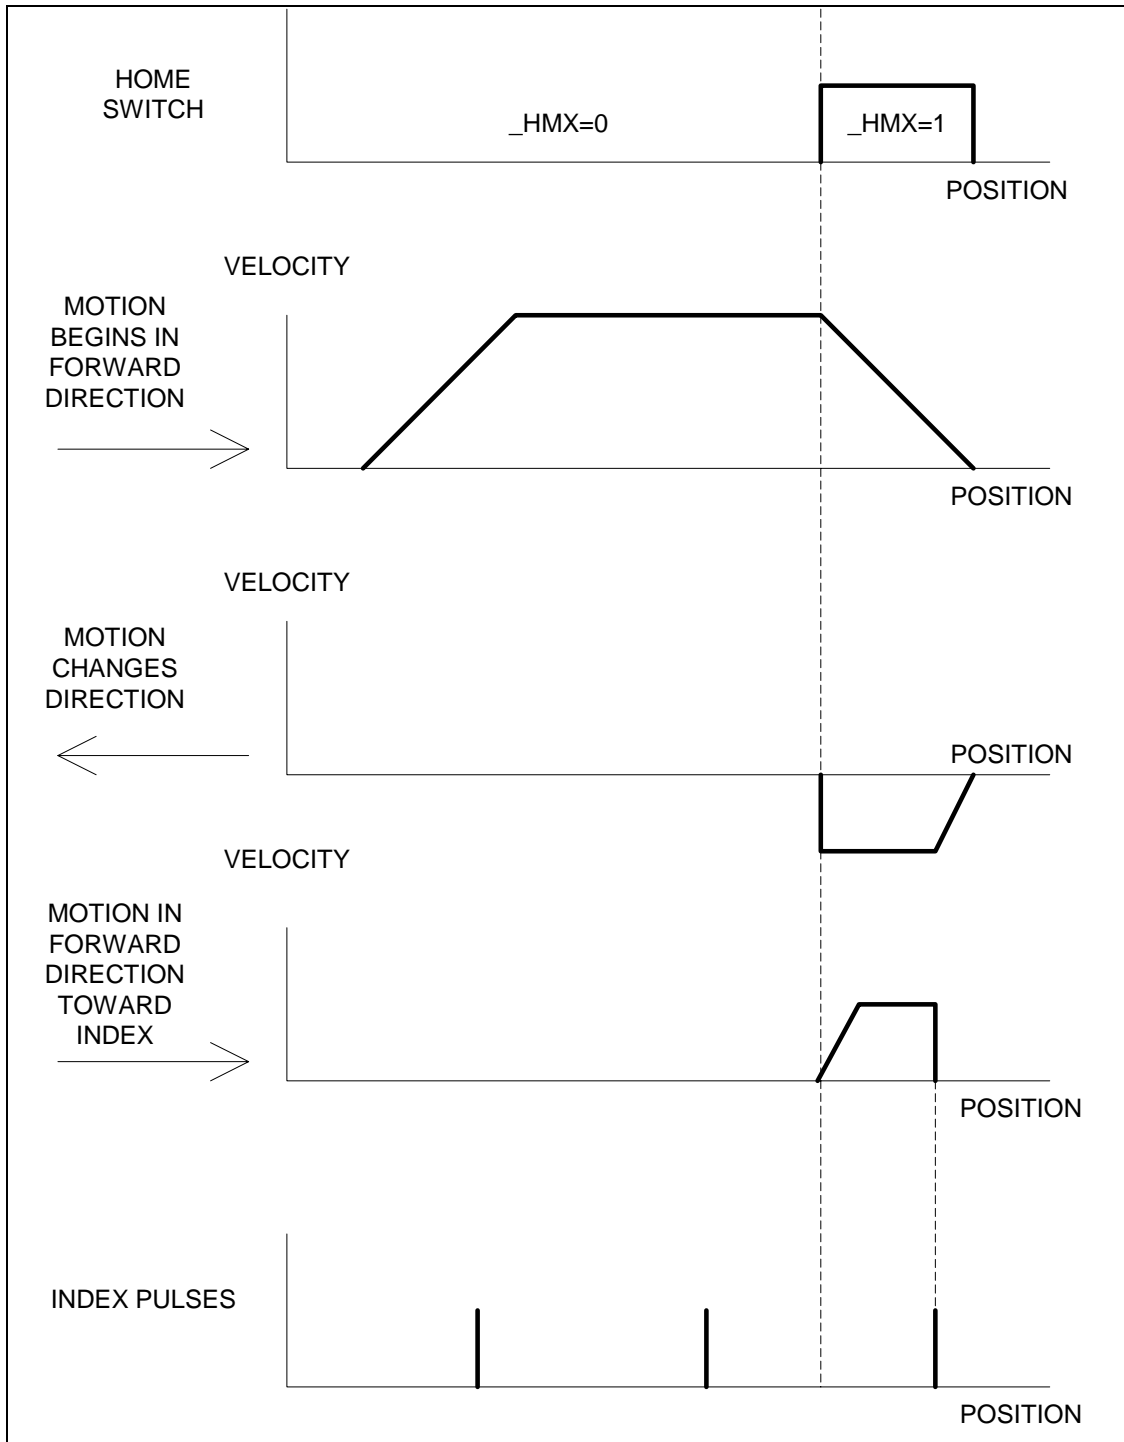 HOME
SWITCH
_HMX=0
_HMX=1
POSITION
VELOCITY
MOTION
BEGINS IN
FORWARD
DIRECTION
POSITION
VELOCITY
MOTION
CHANGES
DIRECTION
POSITION
VELOCITY
MOTION IN
FORWARD
DIRECTION
TOWARD
INDEX
POSITION
INDEX PULSES
POSITION